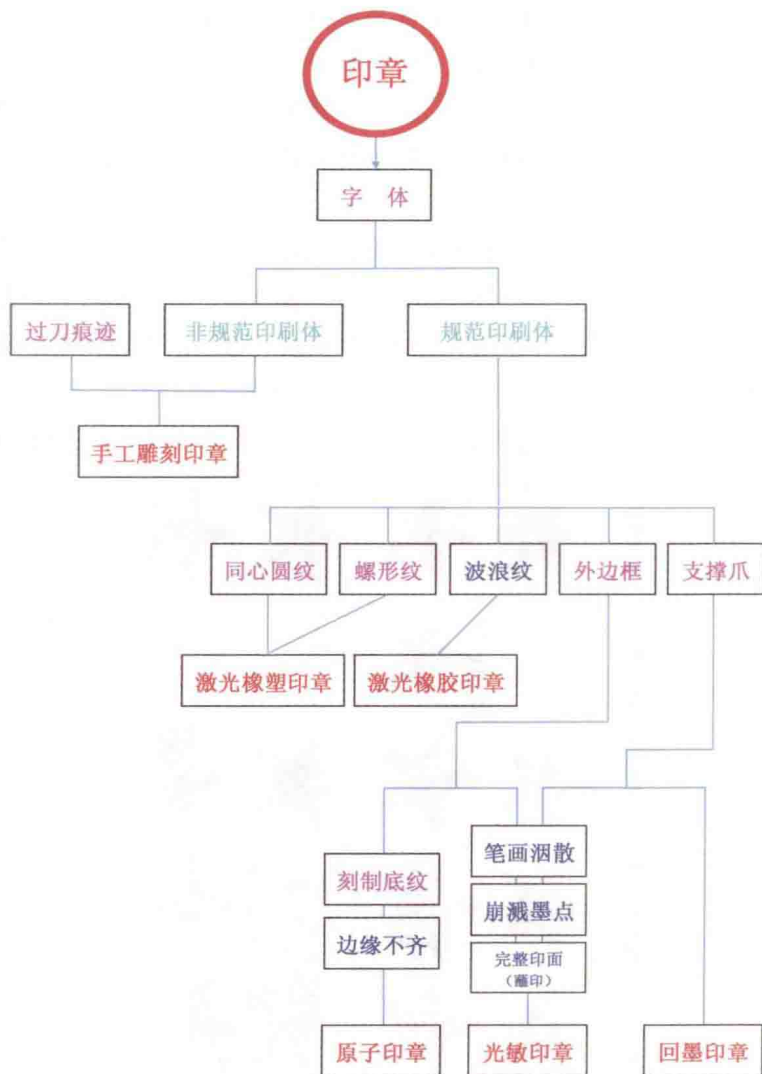 印章
字 体
过刀痕迹
非规范印刷体
规范印刷体
手工雕刻印章
同心圆纹
螺形纹
波浪纹
外边框
支撑爪
激光橡塑印章
激光橡胶印章
笔画洇散
刻制底纹
崩溅墨点
边缘不齐
完整印面
（蘸印）
原子印章
光敏印章
回墨印章